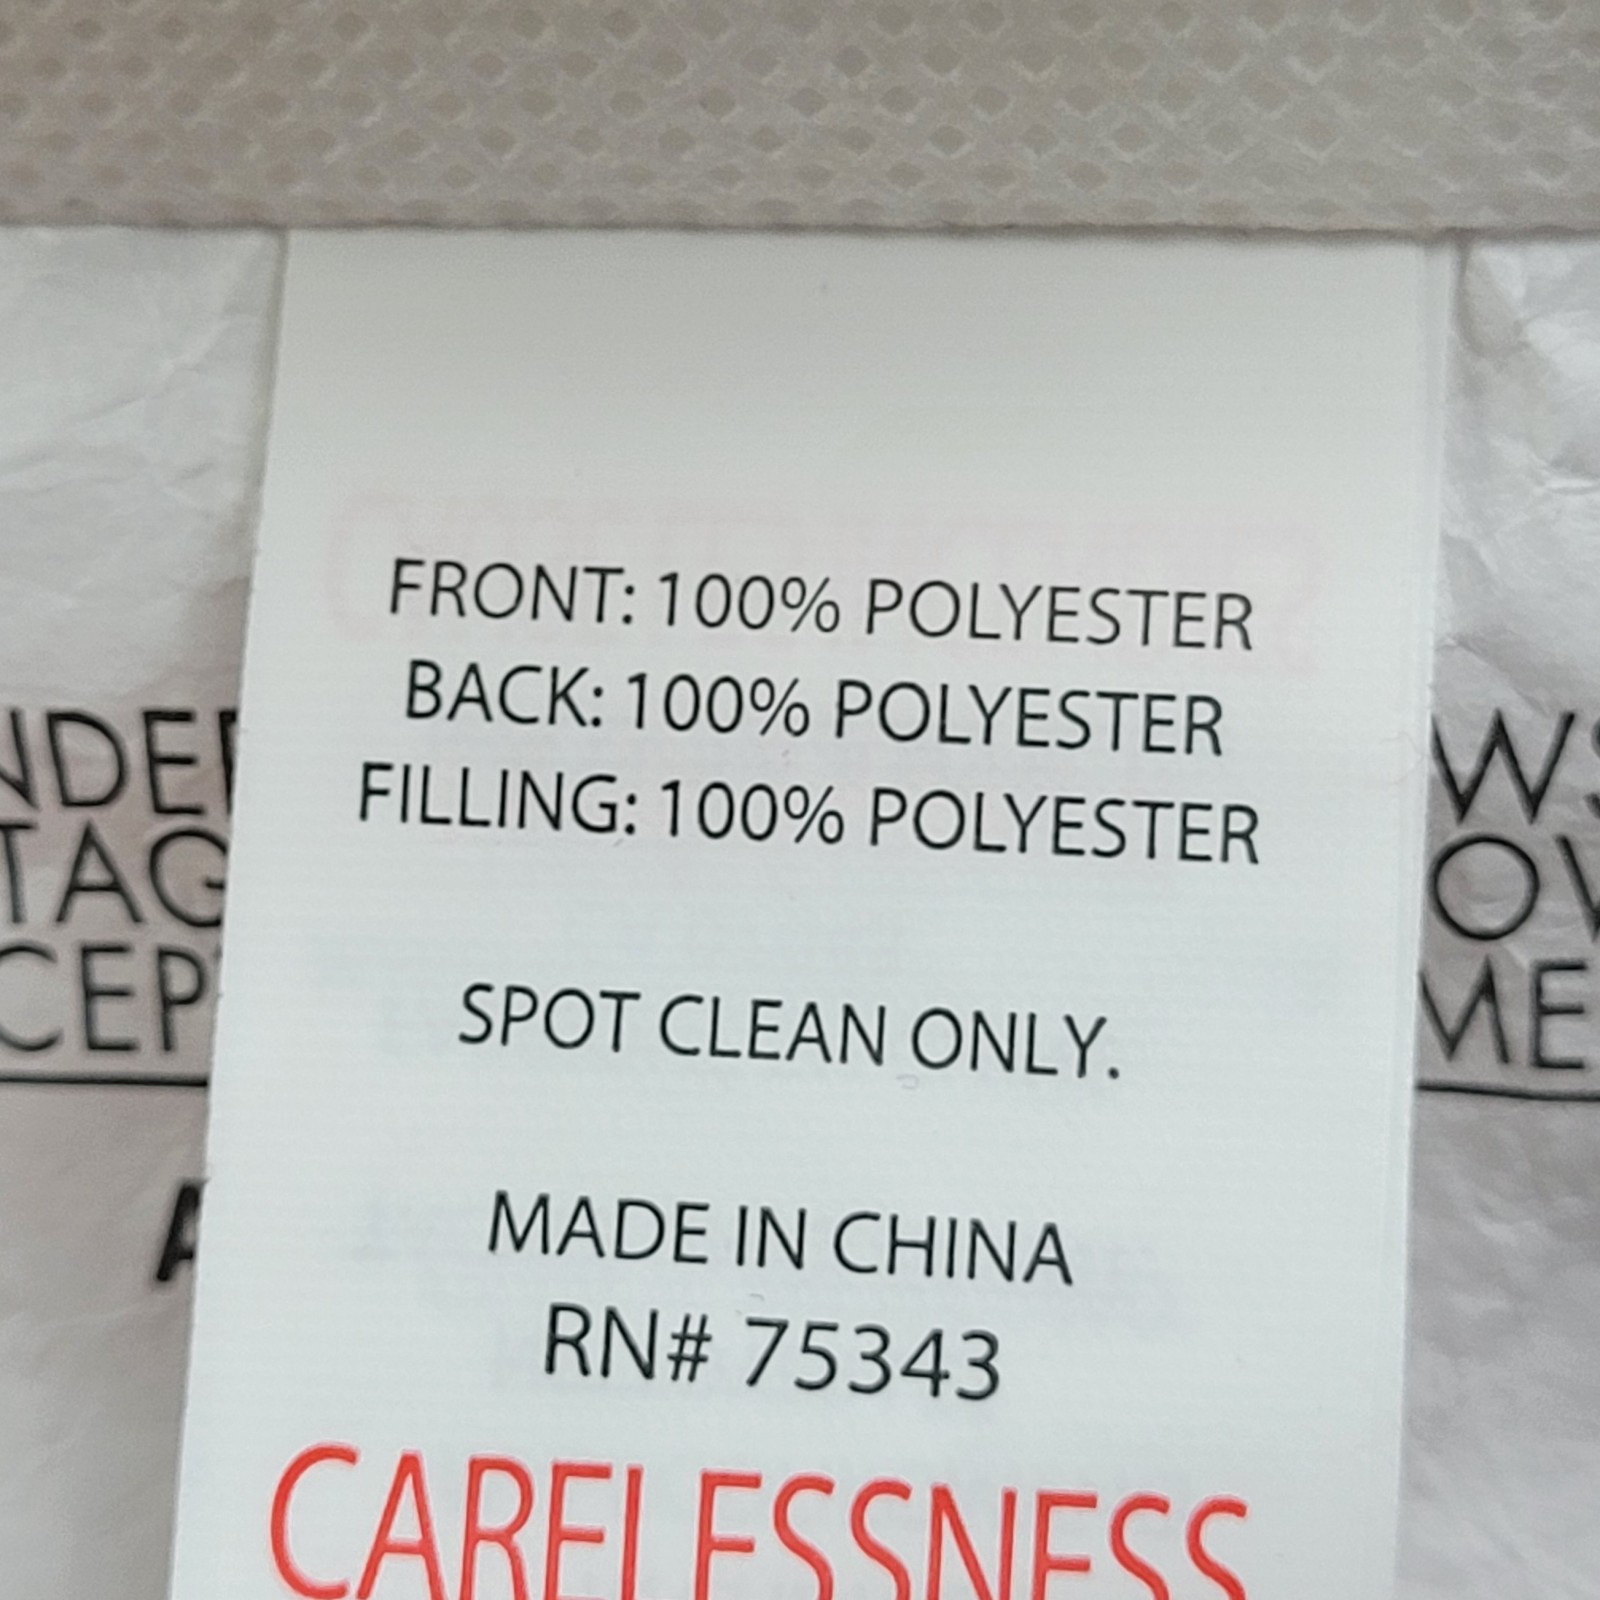 FRONT: 100% POLYESTER
BACK: 100% POLYESTER
FILLING: 100% POLYESTER
SPOT CLEAN ONLY.
MADE IN CHINA
RN# 75343
CARELESSNESS